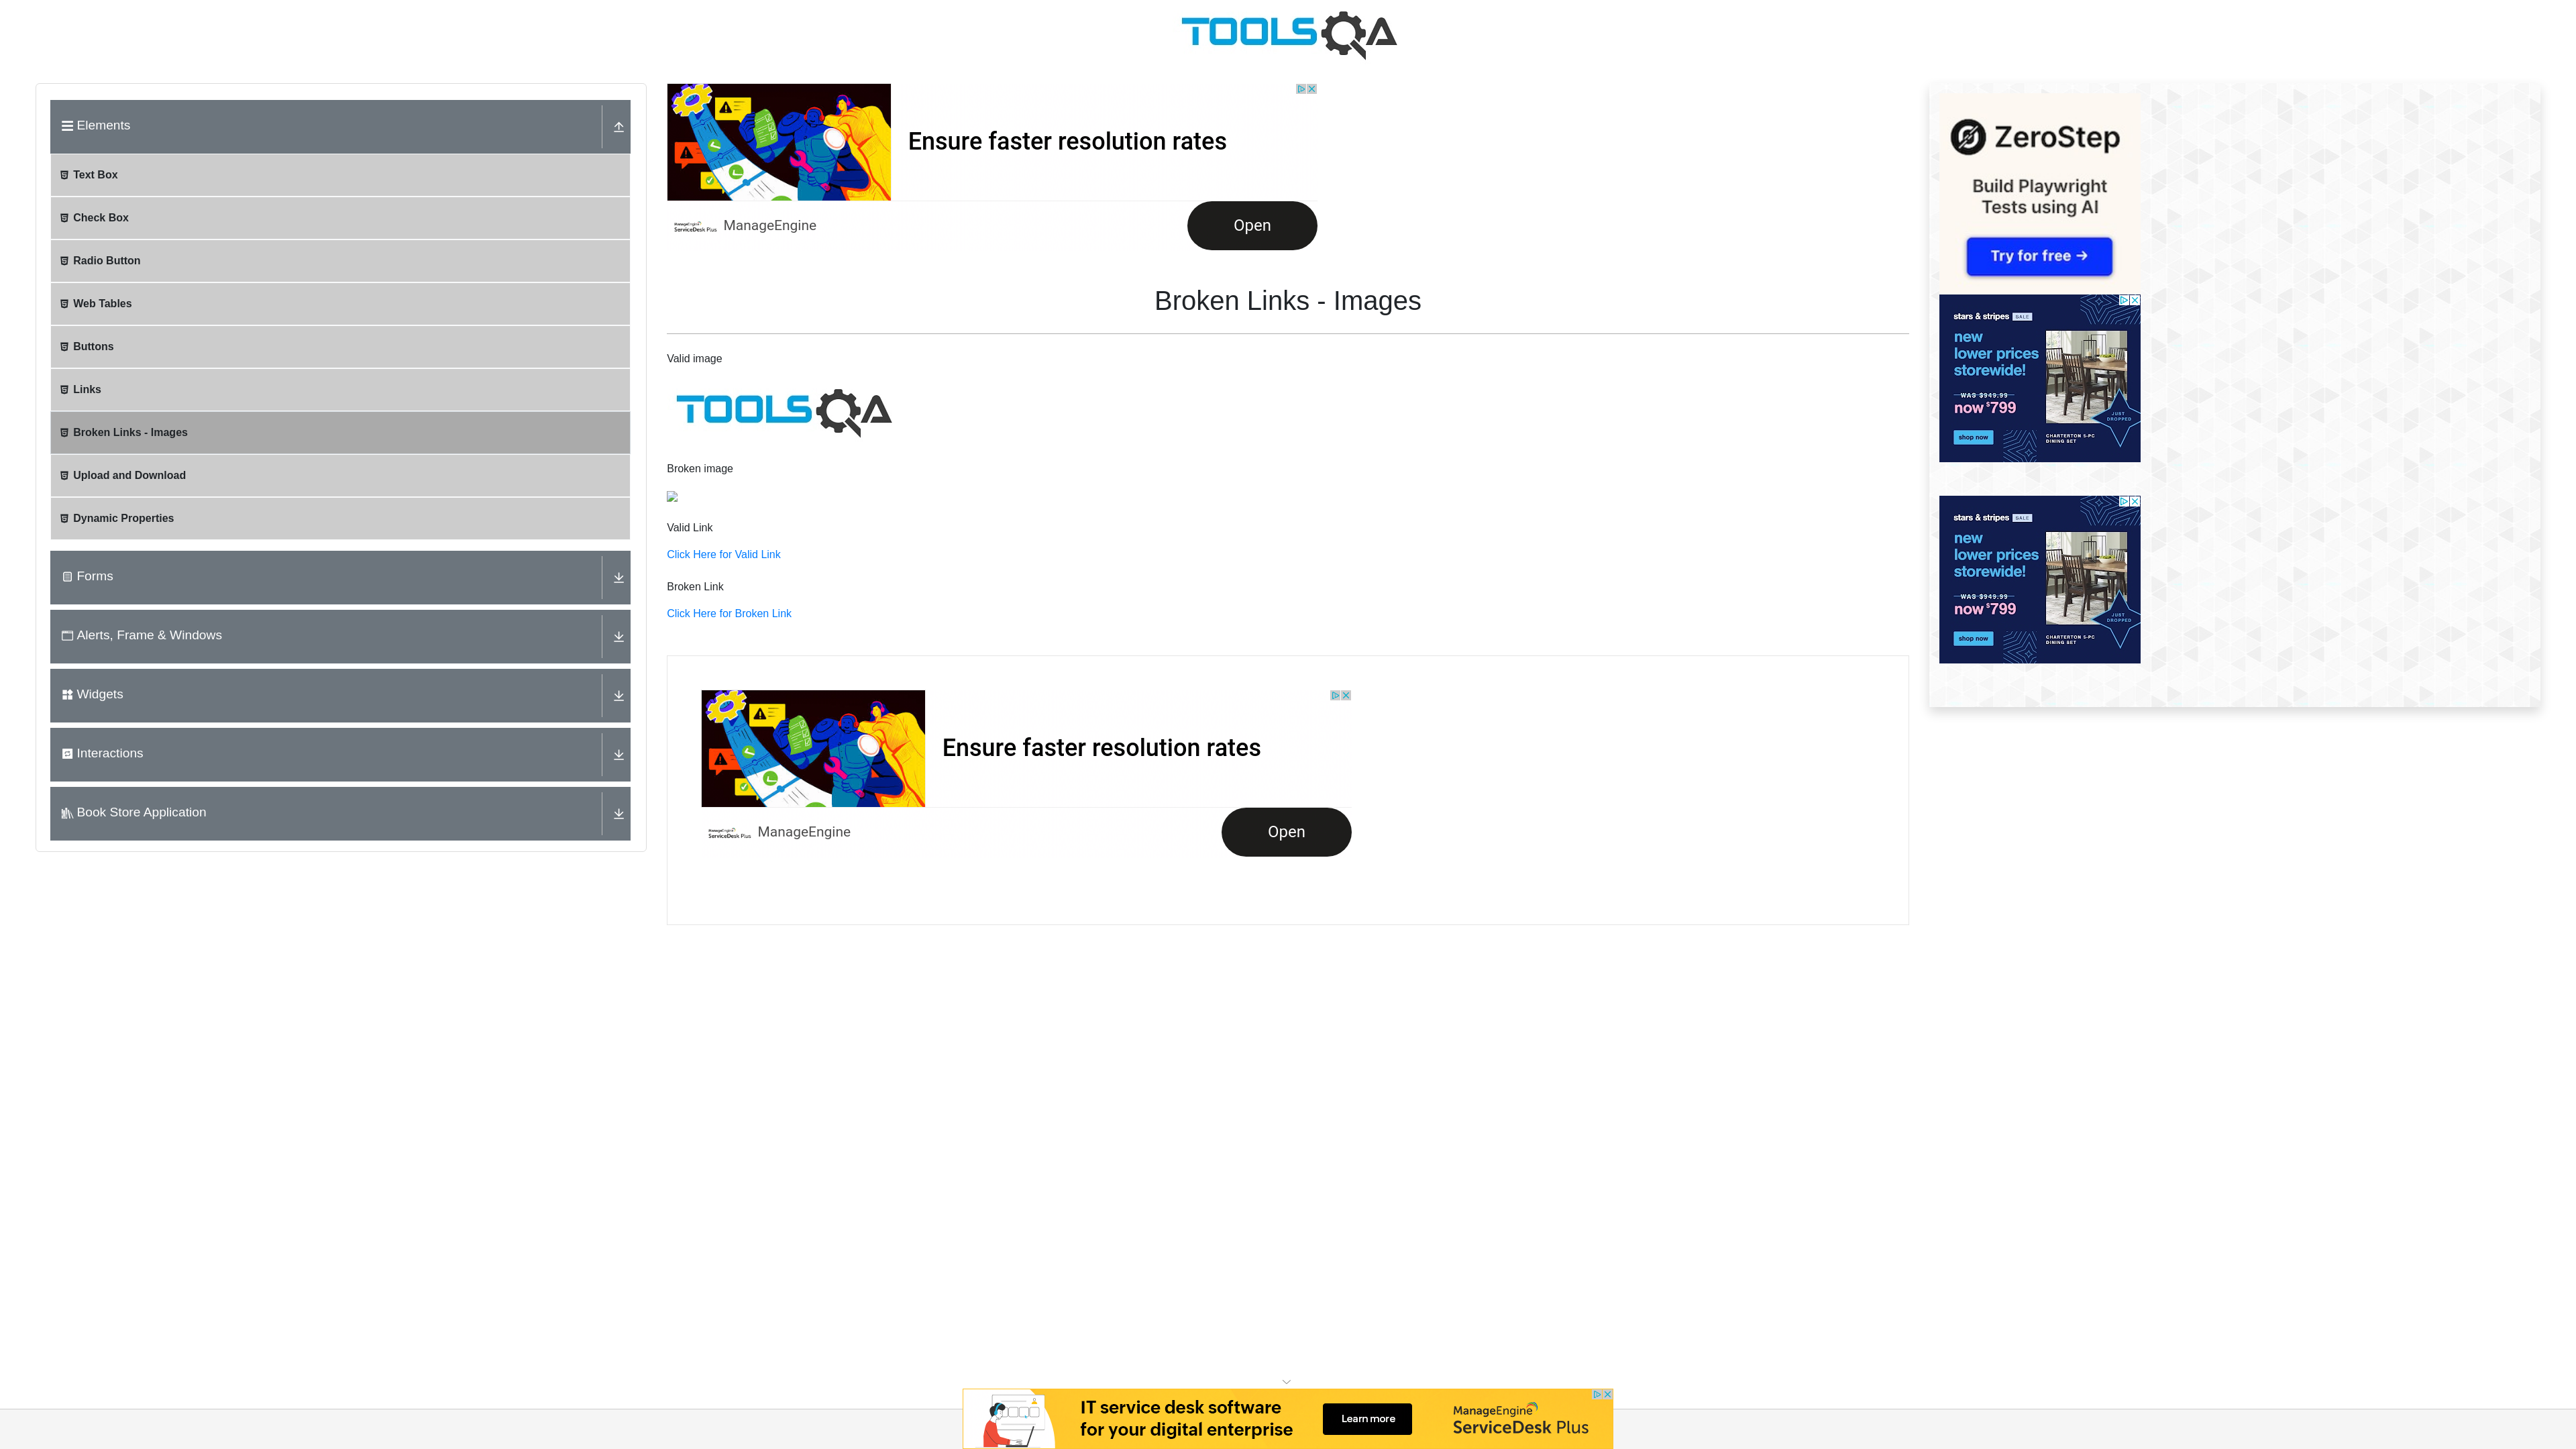 TOOLSQA
Elements
Text Box
Check Box
Radio Button
Web Tables
Buttons
Links
Broken Links - Images
Upload and Download
Dynamic Properties
Forms
Alerts, Frame & Windows
Widgets
Interactions
Book Store Application
Ensure faster resolution rates
ManageEngine
ServiceDesk Plus
ManageEngine
Open
Broken Links - Images
Valid image
TOOLSQA
Broken image
Valid Link
Click Here for Valid Link
Broken Link
Click Here for Broken Link
Ensure faster resolution rates
ManageEngine
ServiceDesk Plus
ManageEngine
Open
ZeroStep
Build Playwright
Tests using AI
Try for free →
stars & stripes SALE
new
lower prices
storewide!
WAS $949.99
now $799
JUST
DROPPED
shop now
CHARTERTON 5-PC
DINING SET
stars & stripes SALE
new
lower prices
storewide!
WAS $949.99
now $799
JUST
DROPPED
shop now
CHARTERTON 5-PC
DINING SET
IT service desk software
for your digital enterprise
Learn more
ManageEngine
ServiceDesk Plus